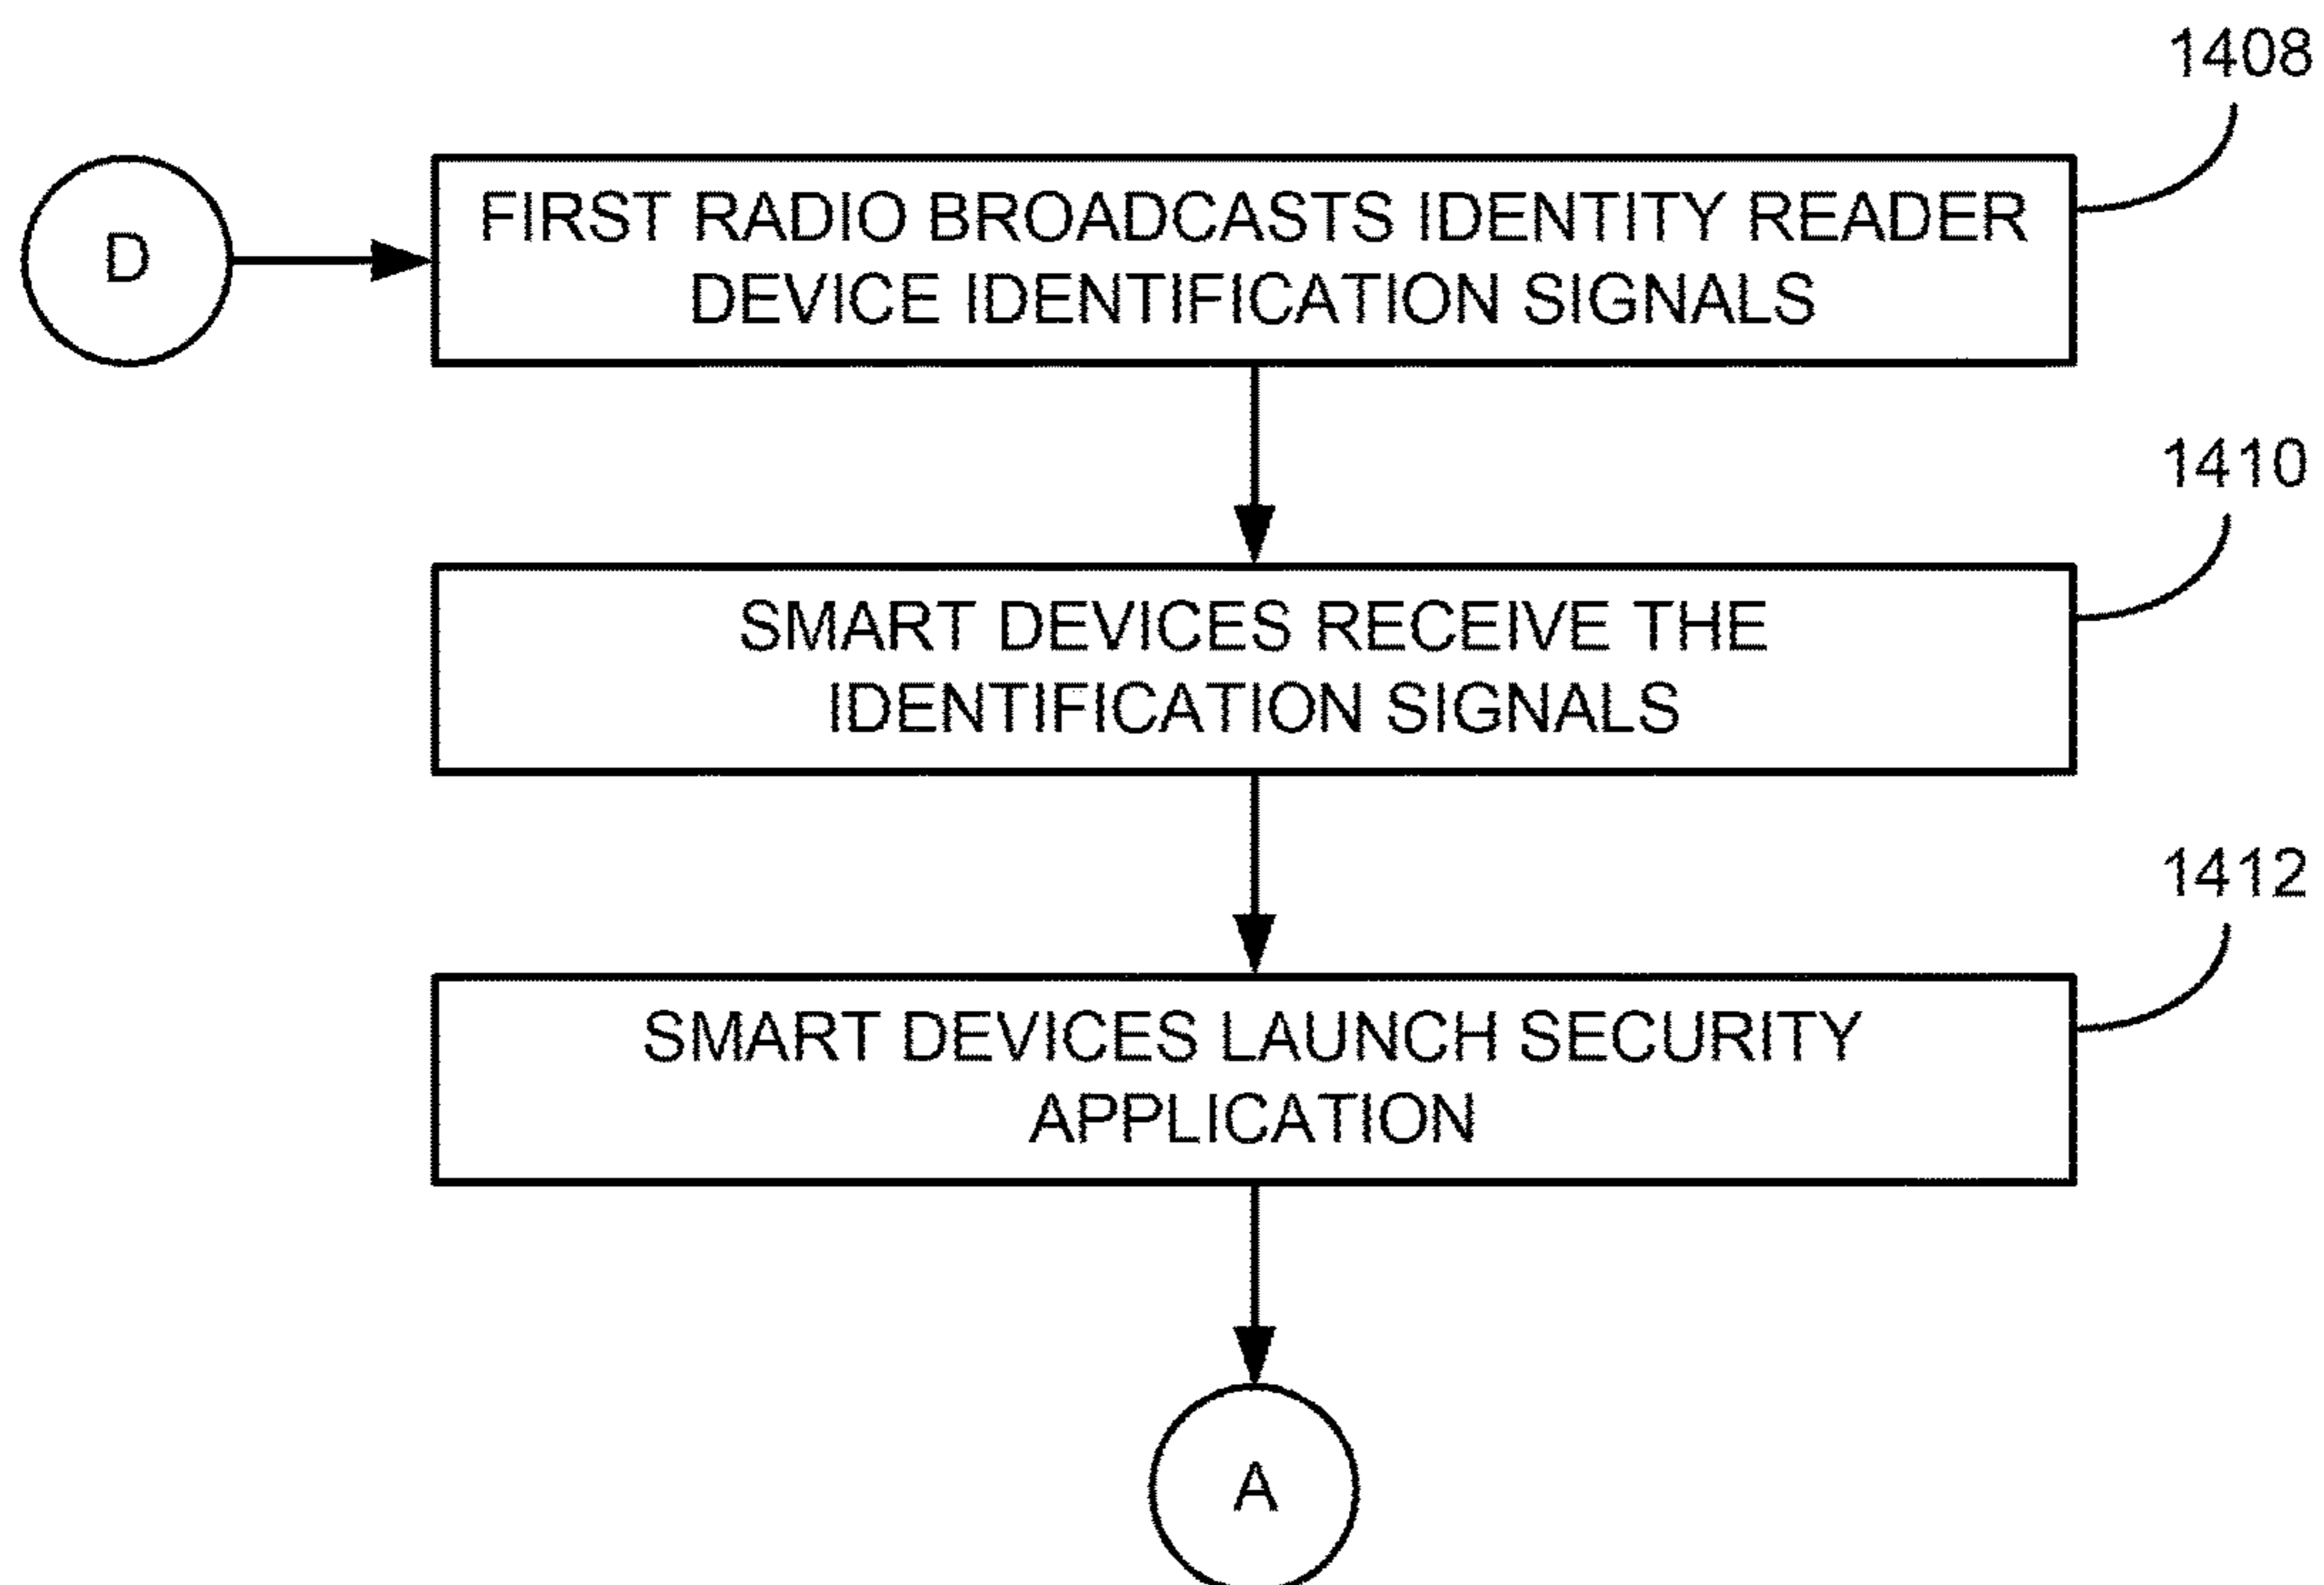 1408
D
FIRST RADIO BROADCASTS IDENTITY READER
DEVICE IDENTIFICATION SIGNALS
1410
SMART DEVICES RECEIVE THE
IDENTIFICATION SIGNALS
1412
SMART DEVICES LAUNCH SECURITY
APPLICATION
A